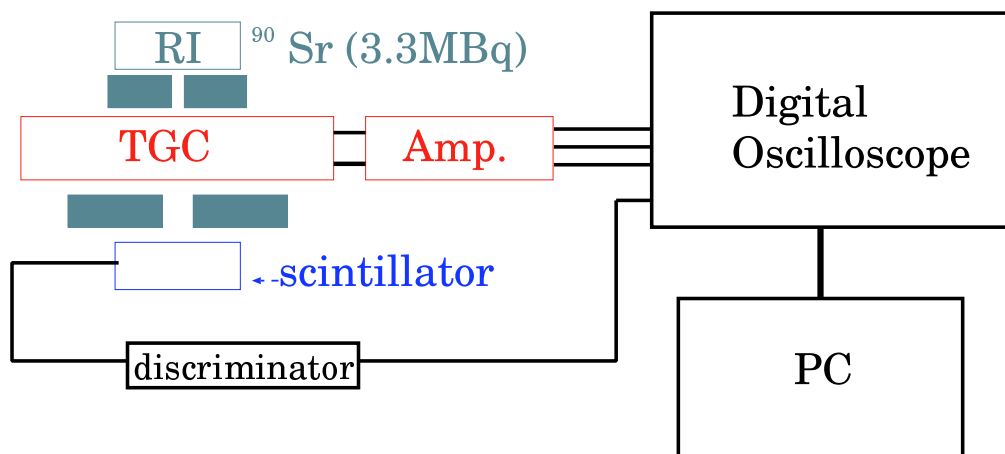 RI
⁹⁰ Sr (3.3MBq)
TGC
Amp.
Digital
Oscilloscope
scintillator
discriminator
PC